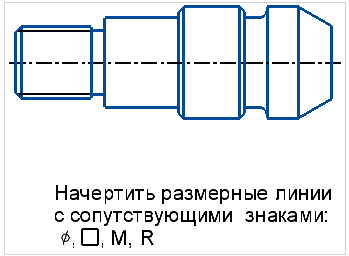 Начертить размерные линии
с сопутствующими знаками:
⌀, □, М, R